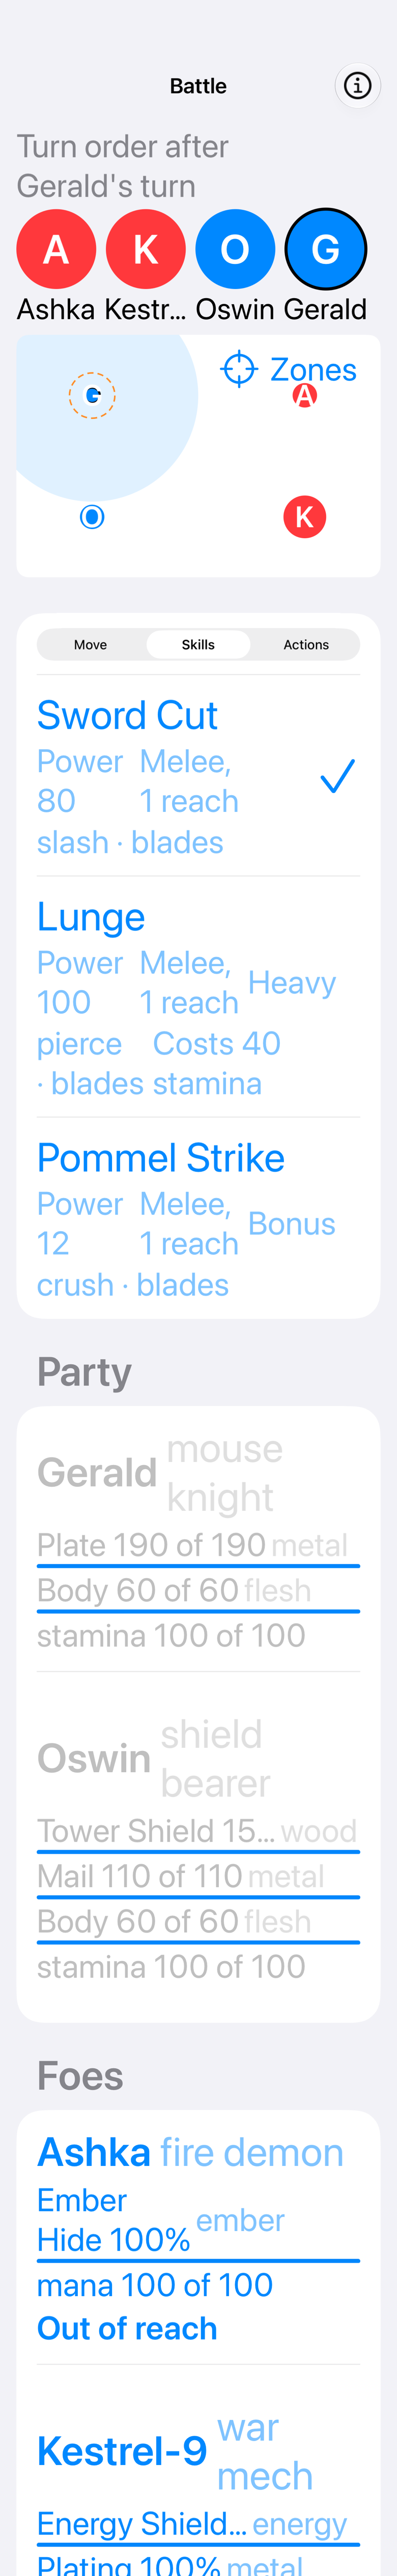 Battle
Turn order after
Gerald's turn
A K O G
Ashka Kestr... Oswin Gerald
Zones
G
A
O
K
Move Skills Actions
Sword Cut
Power Melee,
80 1 reach
slash · blades
Lunge
Power Melee,
100 1 reach Heavy
pierce Costs 40
· blades stamina
Pommel Strike
Power Melee,
12 1 reach Bonus
crush · blades
Party
Gerald mouse
knight
Plate 190 of 190 metal
Body 60 of 60 flesh
stamina 100 of 100
Oswin shield
bearer
Tower Shield 15... wood
Mail 110 of 110 metal
Body 60 of 60 flesh
stamina 100 of 100
Foes
Ashka fire demon
Ember
Hide 100% ember
mana 100 of 100
Out of reach
Kestrel-9 war
mech
Energy Shield... energy
Plating 100% metal